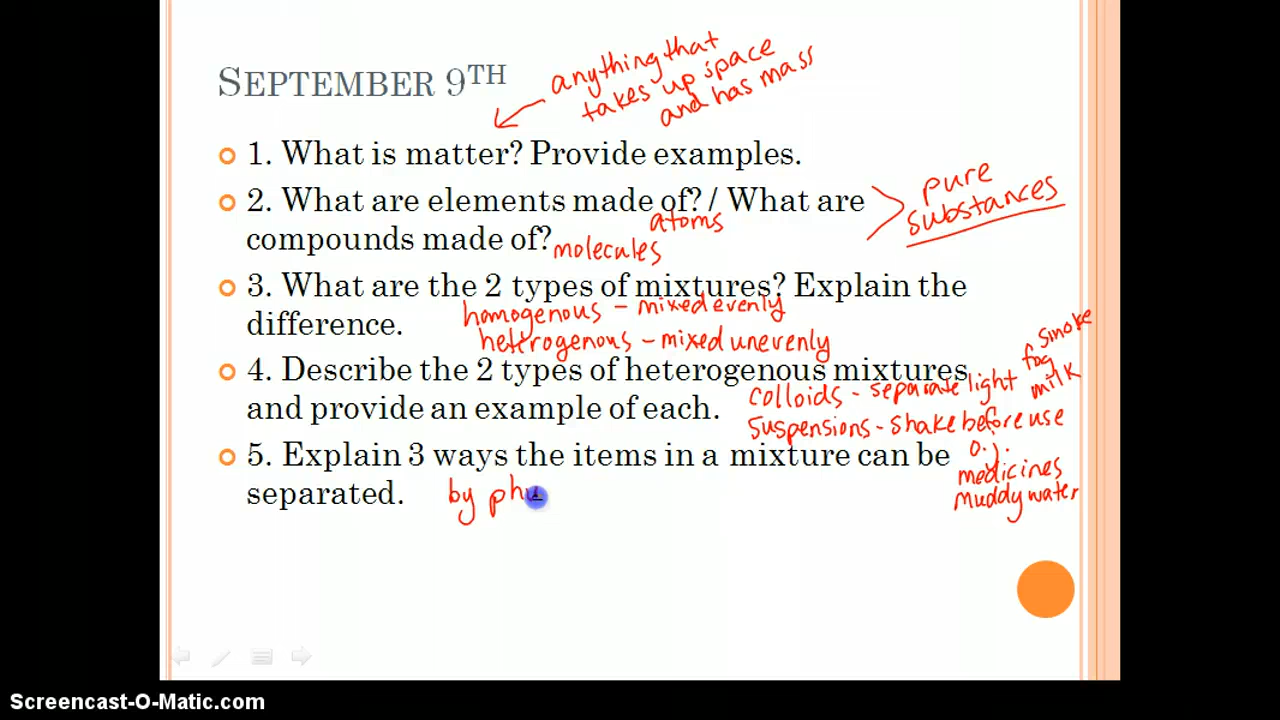 SEPTEMBER 9TH
anything that
takes up space
and has mass
1. What is matter? Provide examples.
2. What are elements made of? / What are
atoms
compounds made of?
molecules
pure
substances
3. What are the 2 types of mixtures? Explain the
homogenous - mixed evenly
difference.
heterogenous - mixed unevenly
4. Describe the 2 types of heterogenous mixtures
colloids - separate light
smoke
fog
milk
and provide an example of each.
suspensions - shake before use
o.j.
medicines
muddy water
5. Explain 3 ways the items in a mixture can be
separated.
by ph
Screencast-O-Matic.com